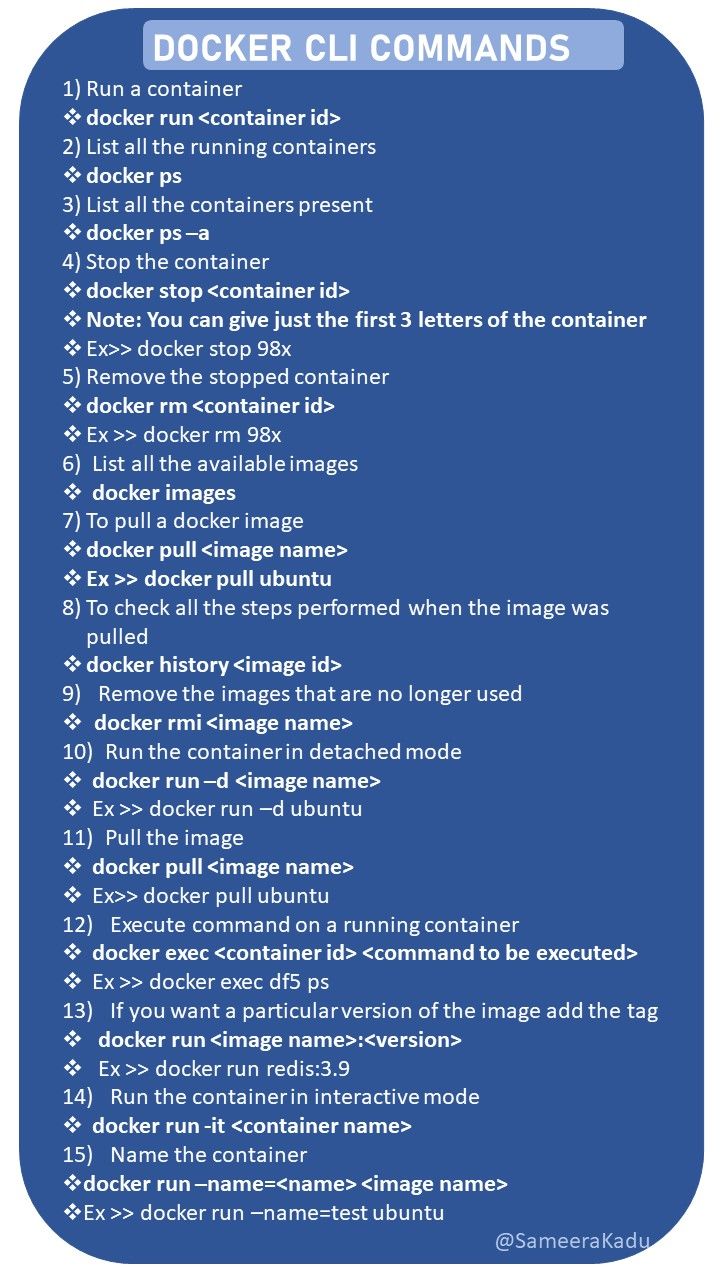 DOCKER CLI COMMANDS
1) Run a container
❖ docker run <container id>
2) List all the running containers
❖ docker ps
3) List all the containers present
❖ docker ps –a
4) Stop the container
❖ docker stop <container id>
❖ Note: You can give just the first 3 letters of the container
❖ Ex>> docker stop 98x
5) Remove the stopped container
❖ docker rm <container id>
❖ Ex >> docker rm 98x
6) List all the available images
❖ docker images
7) To pull a docker image
❖ docker pull <image name>
❖ Ex >> docker pull ubuntu
8) To check all the steps performed when the image was
pulled
❖ docker history <image id>
9) Remove the images that are no longer used
❖ docker rmi <image name>
10) Run the container in detached mode
❖ docker run –d <image name>
❖ Ex >> docker run –d ubuntu
11) Pull the image
❖ docker pull <image name>
❖ Ex>> docker pull ubuntu
12) Execute command on a running container
❖ docker exec <container id> <command to be executed>
❖ Ex >> docker exec df5 ps
13) If you want a particular version of the image add the tag
❖ docker run <image name>:<version>
❖ Ex >> docker run redis:3.9
14) Run the container in interactive mode
❖ docker run -it <container name>
15) Name the container
❖docker run –name=<name> <image name>
❖Ex >> docker run –name=test ubuntu
@SameeraKadu